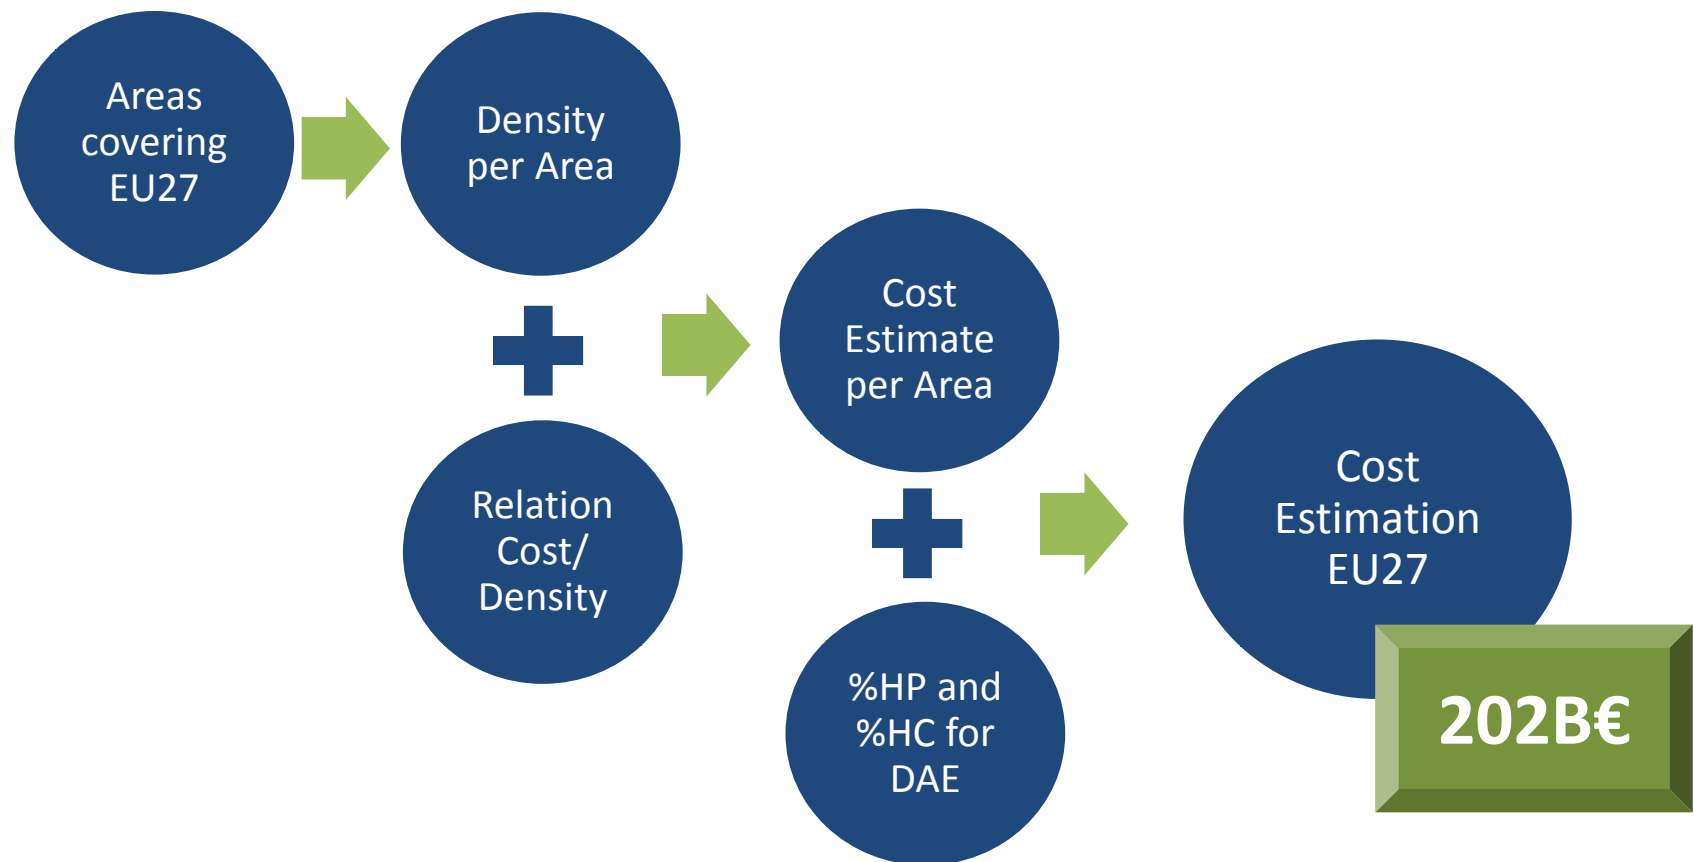 Areas
covering
EU27
Density
per Area
Relation
Cost/
Density
Cost
Estimate
per Area
%HP and
%HC for
DAE
Cost
Estimation
EU27
202B€